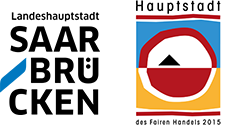 Landeshauptstadt
SAAR
BRÜ
CKEN
Hauptstadt
des Fairen Handels 2015